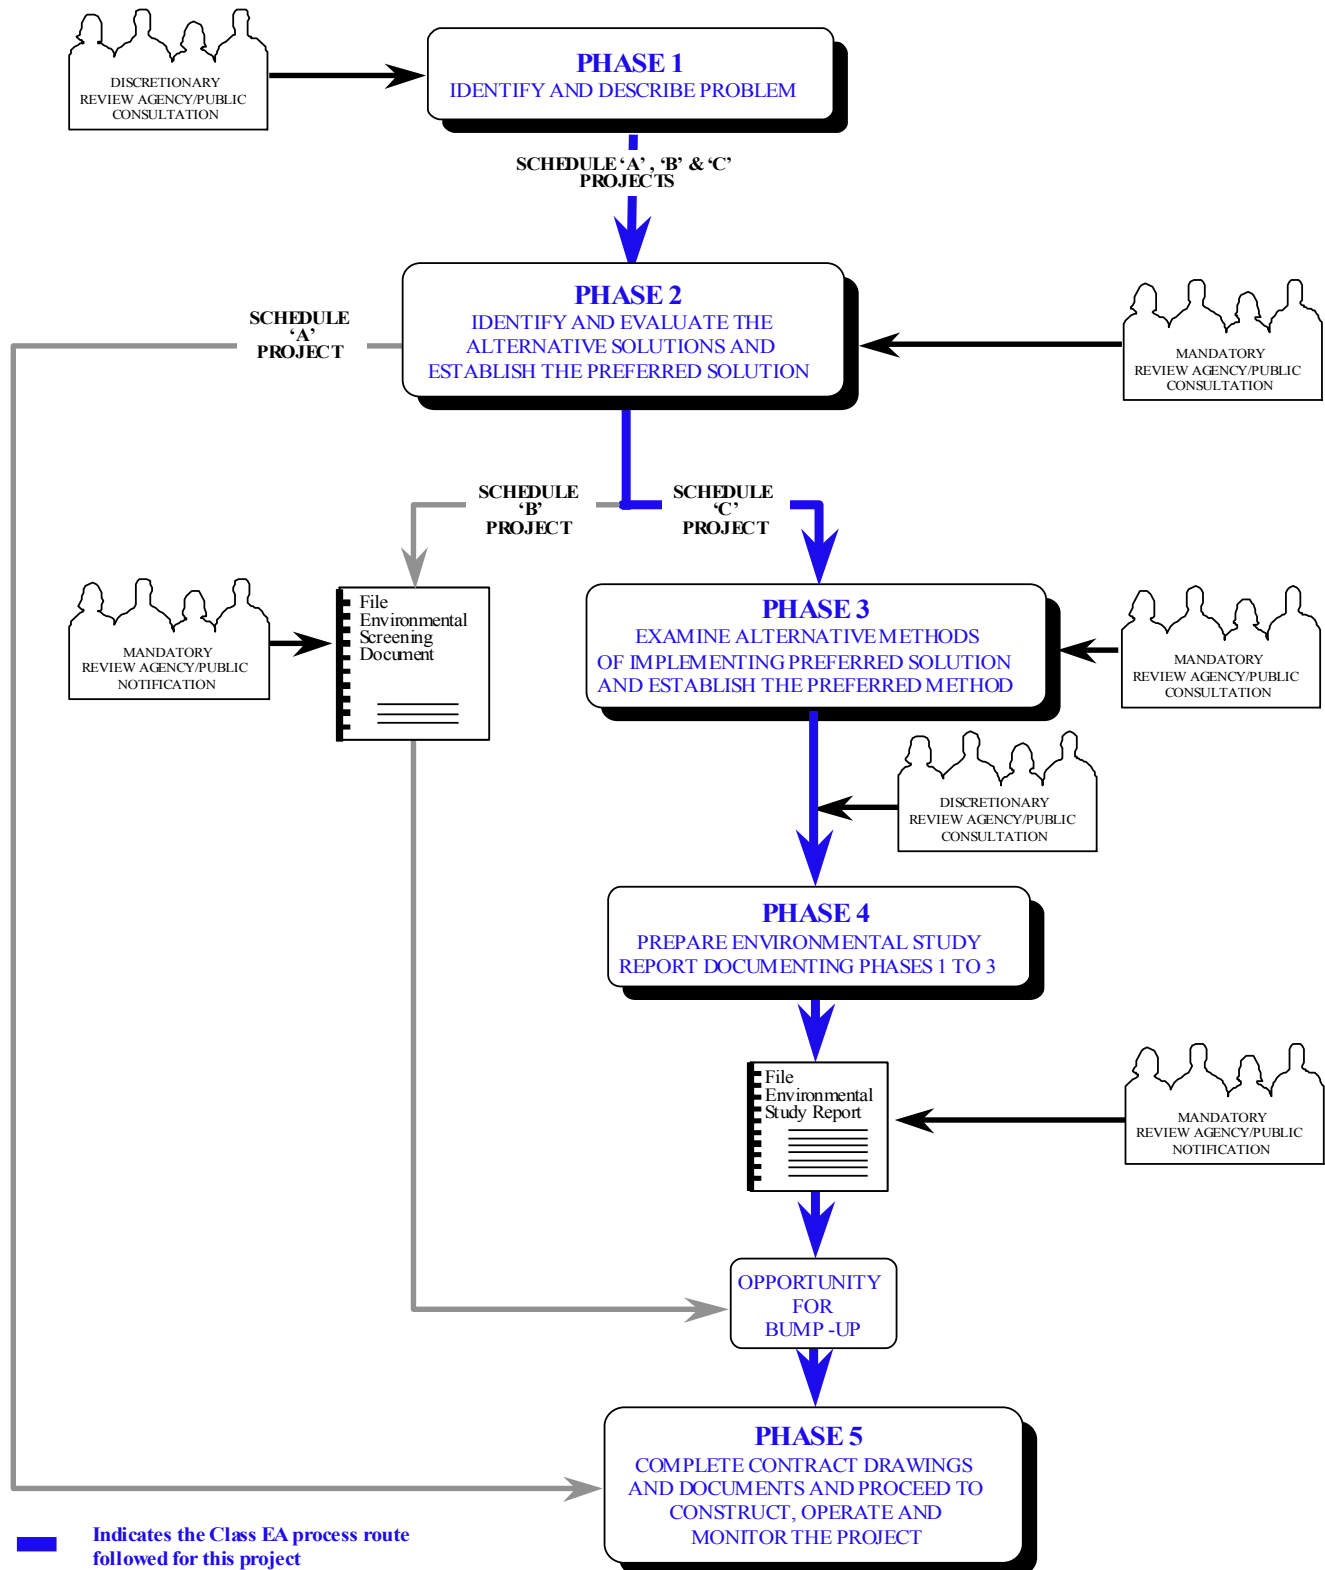 DISCRETIONARY
REVIEW AGENCY/PUBLIC
CONSULTATION
PHASE 1
IDENTIFY AND DESCRIBE PROBLEM
SCHEDULE ‘A’ , ‘B’ & ‘C’
PROJECTS
PHASE 2
IDENTIFY AND EVALUATE THE
ALTERNATIVE SOLUTIONS AND
ESTABLISH THE PREFERRED SOLUTION
SCHEDULE
‘A’
PROJECT
MANDATORY
REVIEW AGENCY/PUBLIC
CONSULTATION
SCHEDULE
‘B’
PROJECT
SCHEDULE
‘C’
PROJECT
MANDATORY
REVIEW AGENCY/PUBLIC
NOTIFICATION
File
Environmental
Screening
Document
PHASE 3
EXAMINE ALTERNATIVE METHODS
OF IMPLEMENTING PREFERRED SOLUTION
AND ESTABLISH THE PREFERRED METHOD
MANDATORY
REVIEW AGENCY/PUBLIC
CONSULTATION
DISCRETIONARY
REVIEW AGENCY/PUBLIC
CONSULTATION
PHASE 4
PREPARE ENVIRONMENTAL STUDY
REPORT DOCUMENTING PHASES 1 TO 3
File
Environmental
Study Report
MANDATORY
REVIEW AGENCY/PUBLIC
NOTIFICATION
OPPORTUNITY
FOR
BUMP -UP
PHASE 5
COMPLETE CONTRACT DRAWINGS
AND DOCUMENTS AND PROCEED TO
CONSTRUCT, OPERATE AND
MONITOR THE PROJECT
Indicates the Class EA process route
followed for this project